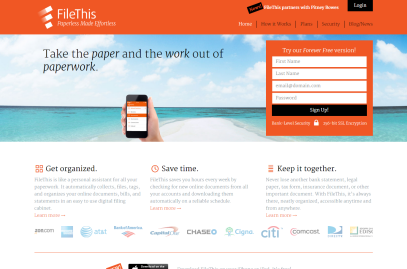 FileThis
Paperless Made Effortless
FileThis partners with Pitney Bowes
Login
Home
How it Works
Plans
Security
Blog/News
Take the paper and the work out of
paperwork.
Try our Forever Free version!
First Name
Last Name
email@domain.com
Password
Sign Up!
Bank-Level Security
256-bit SSL Encryption
Get organized.
FileThis is like a personal assistant for all your
paperwork. It automatically collects, files, tags,
and organizes your online documents, bills, and
statements in an easy to use digital filing
cabinet.
Learn more →
Save time.
FileThis saves you hours every week by
checking for new online documents from all
your accounts and downloading them
automatically on a reliable schedule.
Learn more →
Keep it together.
Never lose another bank statement, legal
paper, tax form, insurance document, or other
important document. With FileThis, it's always
there, neatly organized, accessible anytime and
from anywhere.
Learn more →
amazon.com
at&t
Bank of America
Capital One
CHASE
Cigna
citi
comcast
DIRECTV